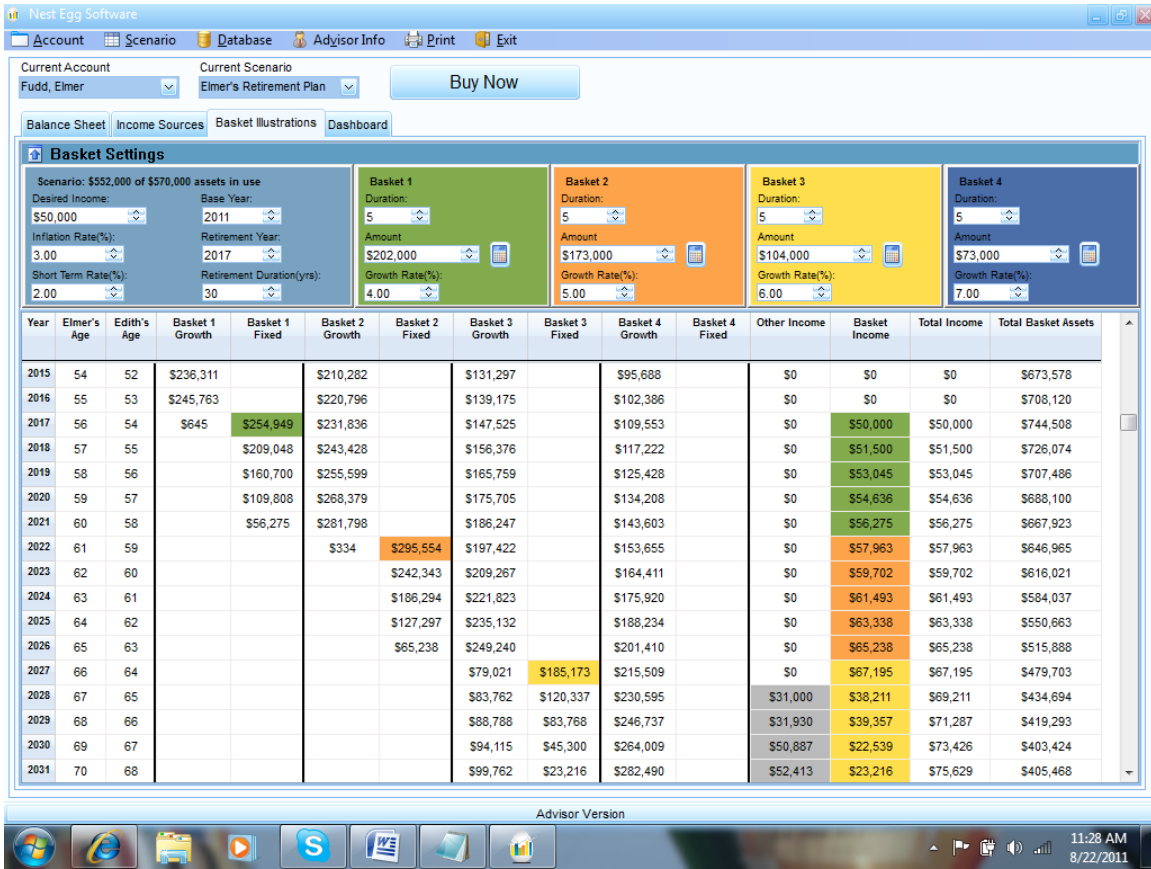 Nest Egg Software
Account Scenario Database Advisor Info Print Exit
Current Account Current Scenario
Fudd, Elmer Elmer's Retirement Plan Buy Now
Balance Sheet Income Sources Basket Illustrations Dashboard
Basket Settings
Scenario: $552,000 of $570,000 assets in use
Desired Income: Base Year:
$50,000 2011
Inflation Rate(%): Retirement Year:
3.00 2017
Short Term Rate(%): Retirement Duration(yrs):
2.00 30
Basket 1
Duration:
5
Amount
$202,000
Growth Rate(%):
4.00
Basket 2
Duration:
5
Amount
$173,000
Growth Rate(%):
5.00
Basket 3
Duration:
5
Amount
$104,000
Growth Rate(%):
6.00
Basket 4
Duration:
5
Amount
$73,000
Growth Rate(%):
7.00
Year Elmer's Age Edith's Age Basket 1 Growth Basket 1 Fixed Basket 2 Growth Basket 2 Fixed Basket 3 Growth Basket 3 Fixed Basket 4 Growth Basket 4 Fixed Other Income Basket Income Total Income Total Basket Assets
2015 54 52 $236,311 $210,282 $131,297 $95,688 $0 $0 $0 $673,578
2016 55 53 $245,763 $220,796 $139,175 $102,386 $0 $0 $0 $708,120
2017 56 54 $645 $254,949 $231,836 $147,525 $109,553 $0 $50,000 $50,000 $744,508
2018 57 55 $209,048 $243,428 $156,376 $117,222 $0 $51,500 $51,500 $726,074
2019 58 56 $160,700 $255,599 $165,759 $125,428 $0 $53,045 $53,045 $707,486
2020 59 57 $109,808 $268,379 $175,705 $134,208 $0 $54,636 $54,636 $688,100
2021 60 58 $56,275 $281,798 $186,247 $143,603 $0 $56,275 $56,275 $667,923
2022 61 59 $334 $295,554 $197,422 $153,655 $0 $57,963 $57,963 $646,965
2023 62 60 $242,343 $209,267 $164,411 $0 $59,702 $59,702 $616,021
2024 63 61 $186,294 $221,823 $175,920 $0 $61,493 $61,493 $584,037
2025 64 62 $127,297 $235,132 $188,234 $0 $63,338 $63,338 $550,663
2026 65 63 $65,238 $249,240 $201,410 $0 $65,238 $65,238 $515,888
2027 66 64 $79,021 $185,173 $215,509 $0 $67,195 $67,195 $479,703
2028 67 65 $83,762 $120,337 $230,595 $31,000 $38,211 $69,211 $434,694
2029 68 66 $88,788 $83,768 $246,737 $31,930 $39,357 $71,287 $419,293
2030 69 67 $94,115 $45,300 $264,009 $50,887 $22,539 $73,426 $403,424
2031 70 68 $99,762 $23,216 $282,490 $52,413 $23,216 $75,629 $405,468
Advisor Version
11:28 AM
8/22/2011